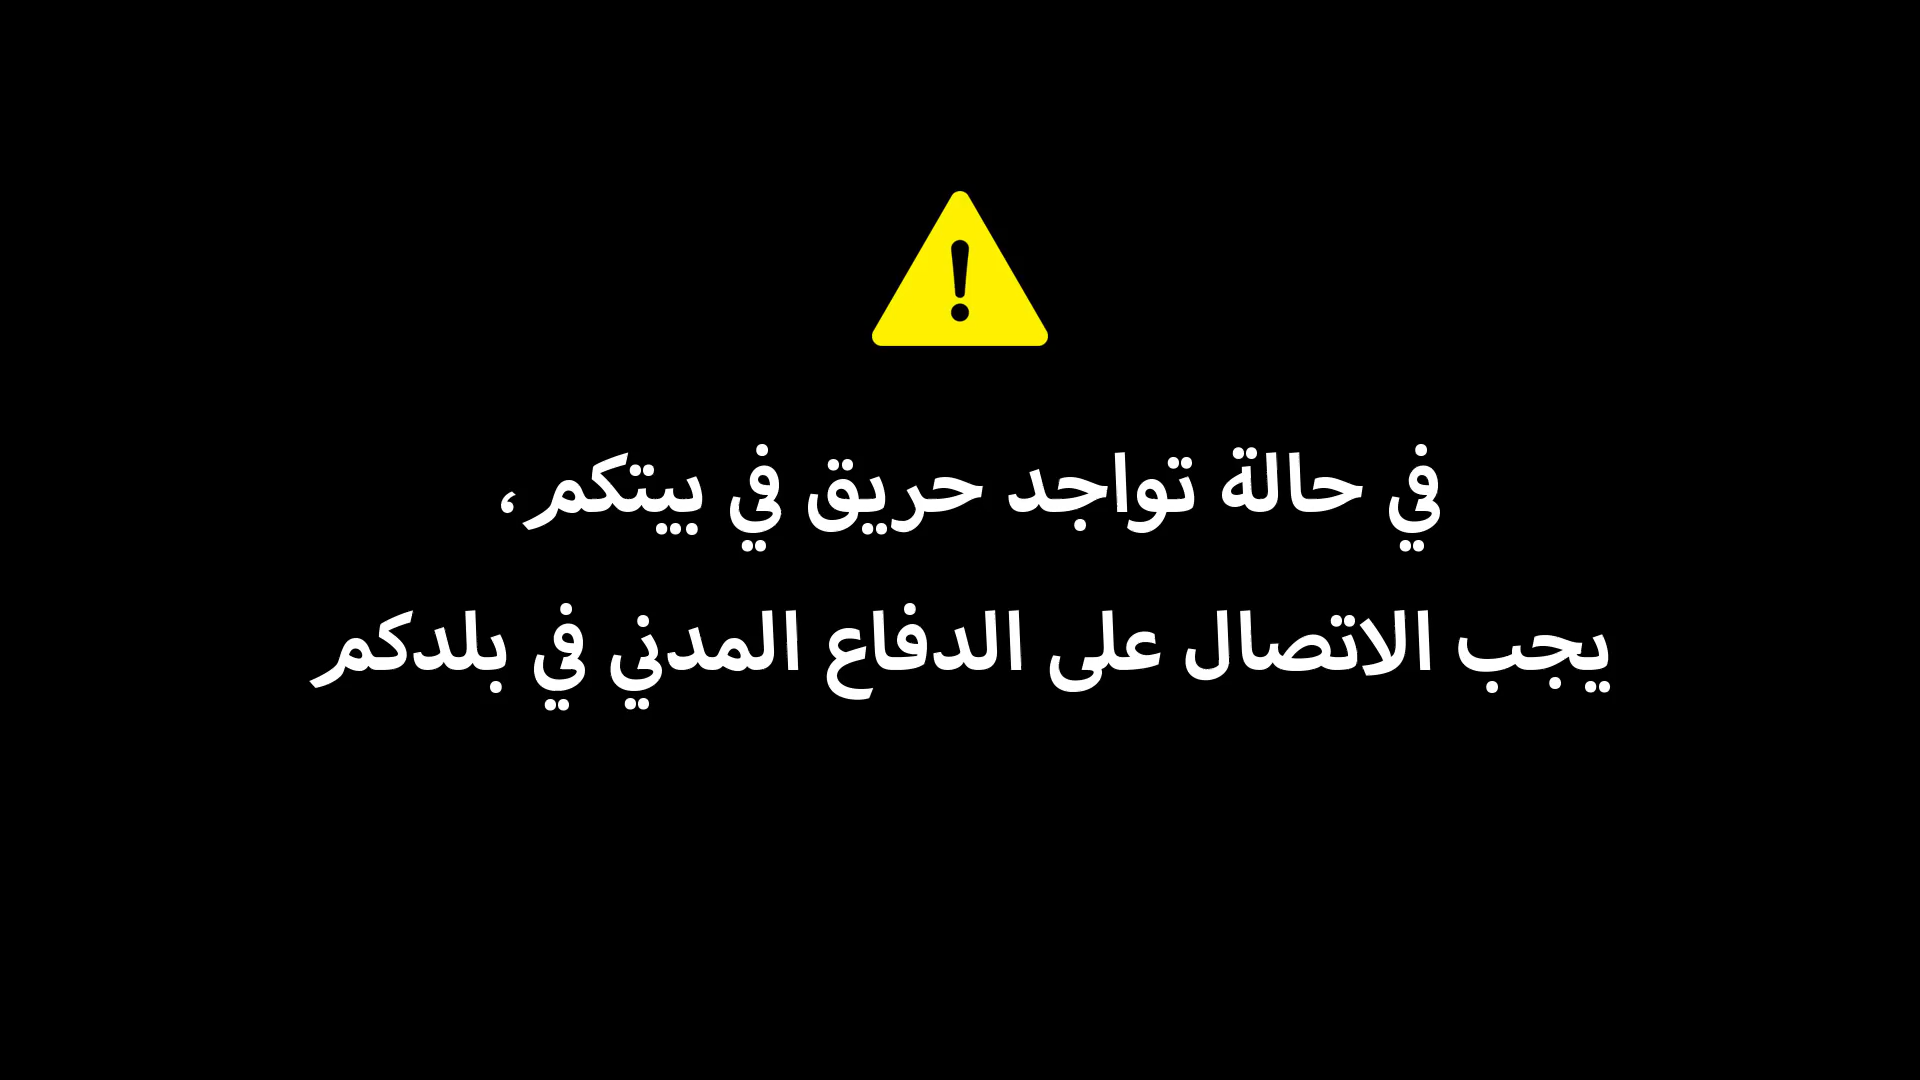 في حالة تواجد حريق في بيتكم،
يجب الاتصال على الدفاع المدني في بلدكم